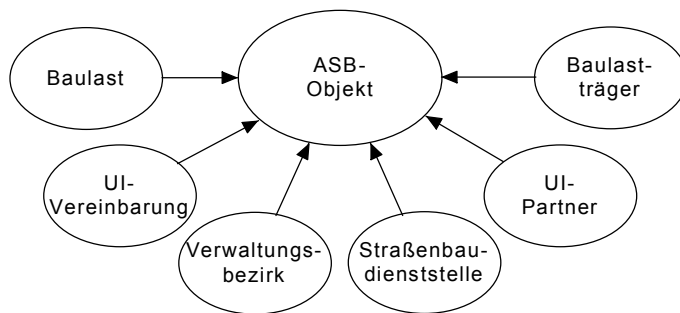 ASB-
Objekt
Baulast
Baulast-
träger
UI-
Vereinbarung
UI-
Partner
Verwaltungs-
bezirk
Straßenbau-
dienststelle